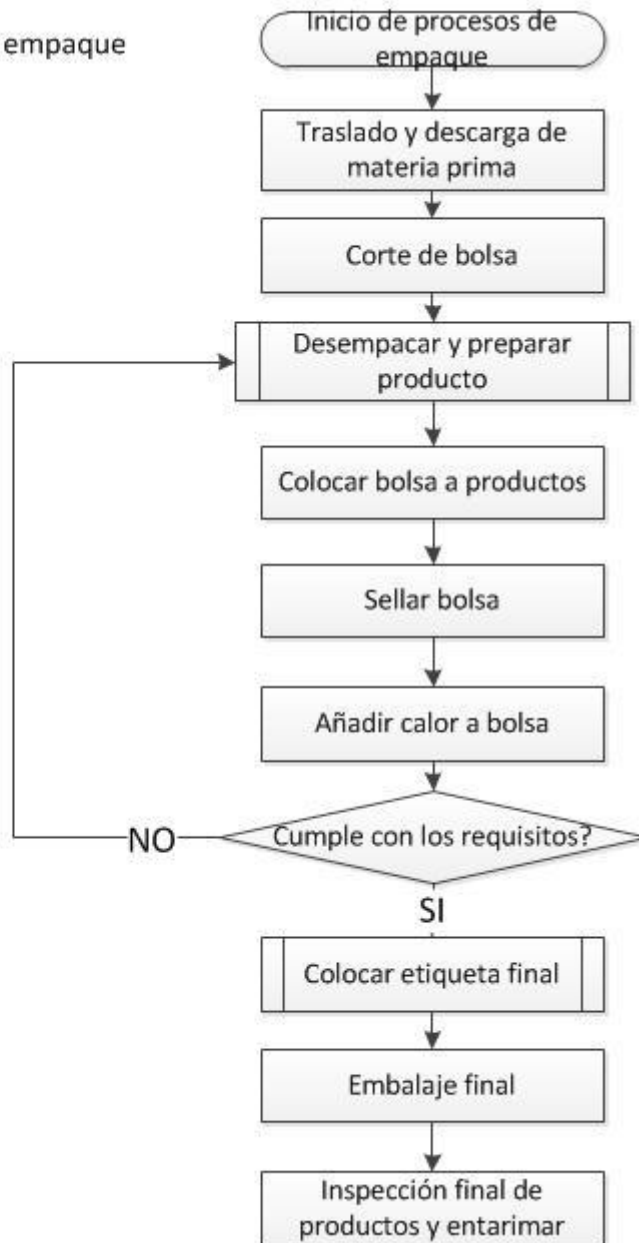 empaque
Inicio de procesos de
empaque
Traslado y descarga de
materia prima
Corte de bolsa
Desempacar y preparar
producto
Colocar bolsa a productos
Sellar bolsa
Añadir calor a bolsa
Cumple con los requisitos?
NO
SI
Colocar etiqueta final
Embalaje final
Inspección final de
productos y entarimar